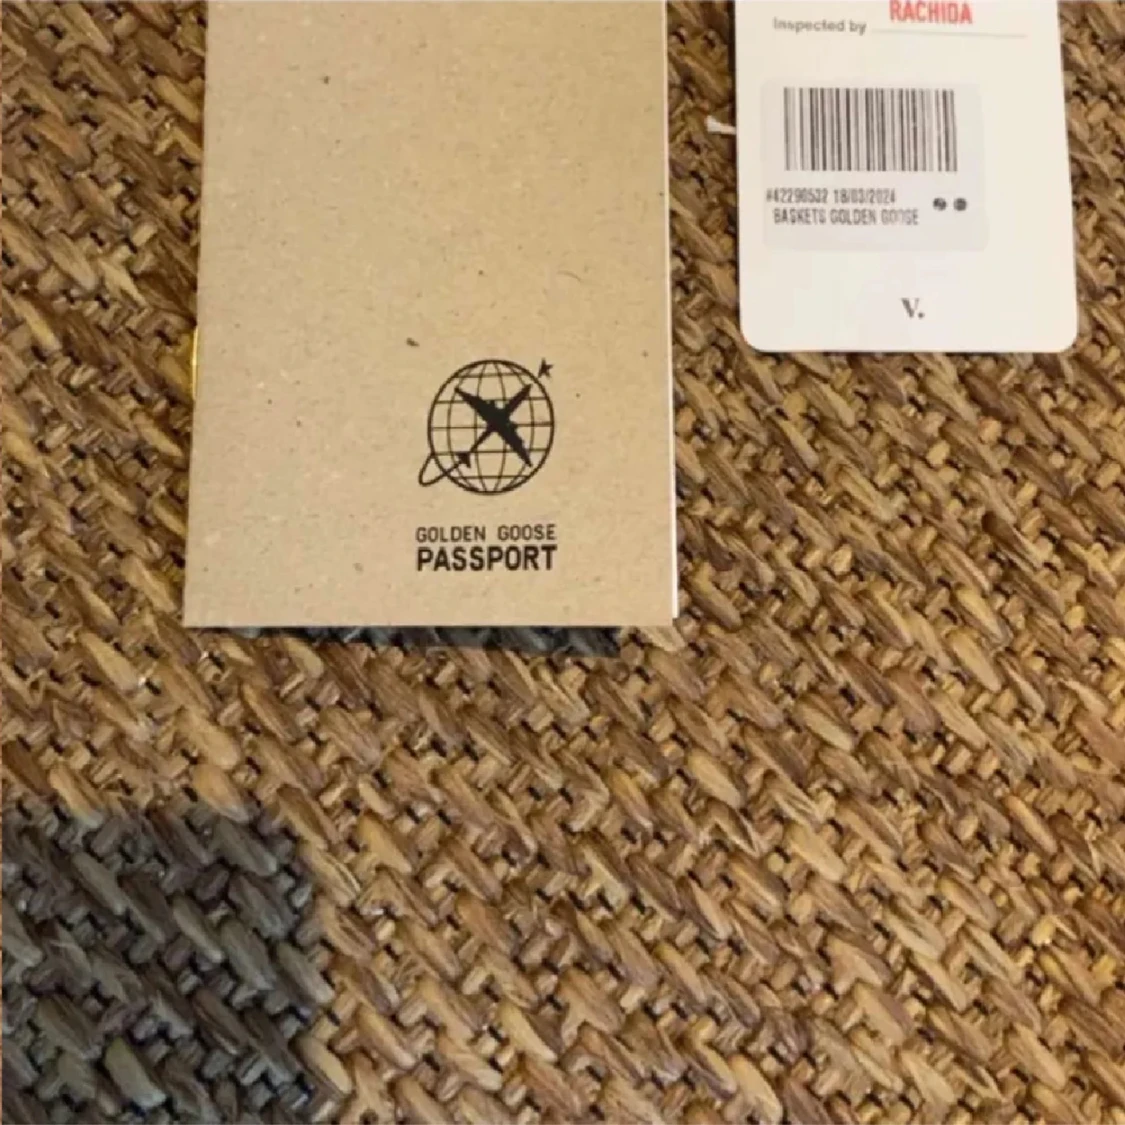 GOLDEN GOOSE
PASSPORT
RACHIDA
Inspected by
#42290532 18/03/2024
BASKETS GOLDEN GOOSE
V.